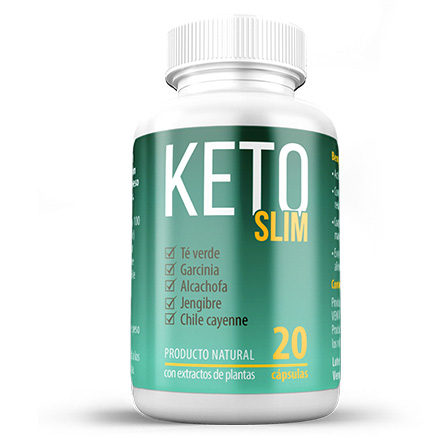 KETO
SLIM
Té verde
Garcinia
Alcachofa
Jengibre
Chile cayenne
PRODUCTO NATURAL
con extractos de plantas
20
cápsulas